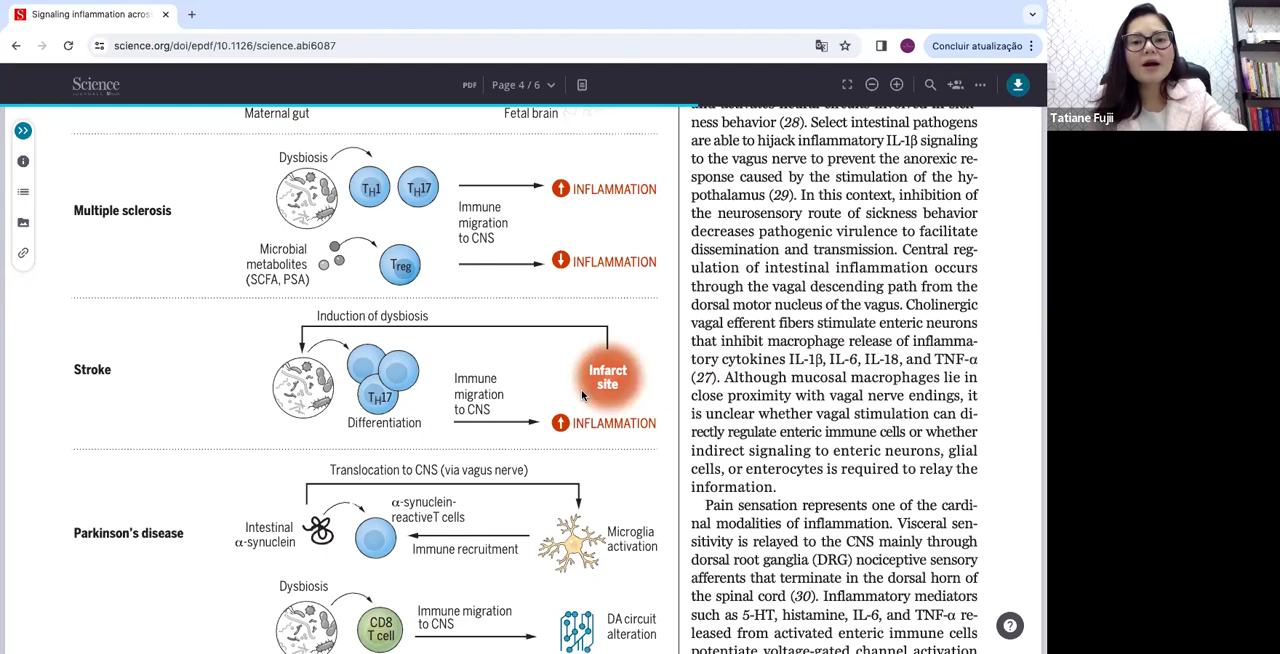 Signaling inflammation across
science.org/doi/epdf/10.1126/science.abi6087
Concluir atualização
Science
PDF
Page 4 / 6
Maternal gut
Fetal brain
Multiple sclerosis
Dysbiosis
TH1
TH17
Immune
migration
to CNS
INFLAMMATION
Microbial
metabolites
(SCFA, PSA)
Treg
INFLAMMATION
Stroke
Induction of dysbiosis
TH17
Differentiation
Immune
migration
to CNS
Infarct
site
INFLAMMATION
Parkinson's disease
Translocation to CNS (via vagus nerve)
Intestinal
α-synuclein
α-synuclein-
reactiveT cells
Immune recruitment
Microglia
activation
Dysbiosis
CD8
T cell
Immune migration
to CNS
DA circuit
alteration
and activates neural circuits involved in sick-
ness behavior (28). Select intestinal pathogens
are able to hijack inflammatory IL-1β signaling
to the vagus nerve to prevent the anorexic re-
sponse caused by the stimulation of the hy-
pothalamus (29). In this context, inhibition of
the neurosensory route of sickness behavior
decreases pathogenic virulence to facilitate
dissemination and transmission. Central reg-
ulation of intestinal inflammation occurs
through the vagal descending path from the
dorsal motor nucleus of the vagus. Cholinergic
vagal efferent fibers stimulate enteric neurons
that inhibit macrophage release of inflamma-
tory cytokines IL-1β, IL-6, IL-18, and TNF-α
(27). Although mucosal macrophages lie in
close proximity with vagal nerve endings, it
is unclear whether vagal stimulation can di-
rectly regulate enteric immune cells or whether
indirect signaling to enteric neurons, glial
cells, or enterocytes is required to relay the
information.
Pain sensation represents one of the cardi-
nal modalities of inflammation. Visceral sen-
sitivity is relayed to the CNS mainly through
dorsal root ganglia (DRG) nociceptive sensory
afferents that terminate in the dorsal horn of
the spinal cord (30). Inflammatory mediators
such as 5-HT, histamine, IL-6, and TNF-α re-
leased from activated enteric immune cells
potentiate voltage-gated channel activation
Tatiane Fujii